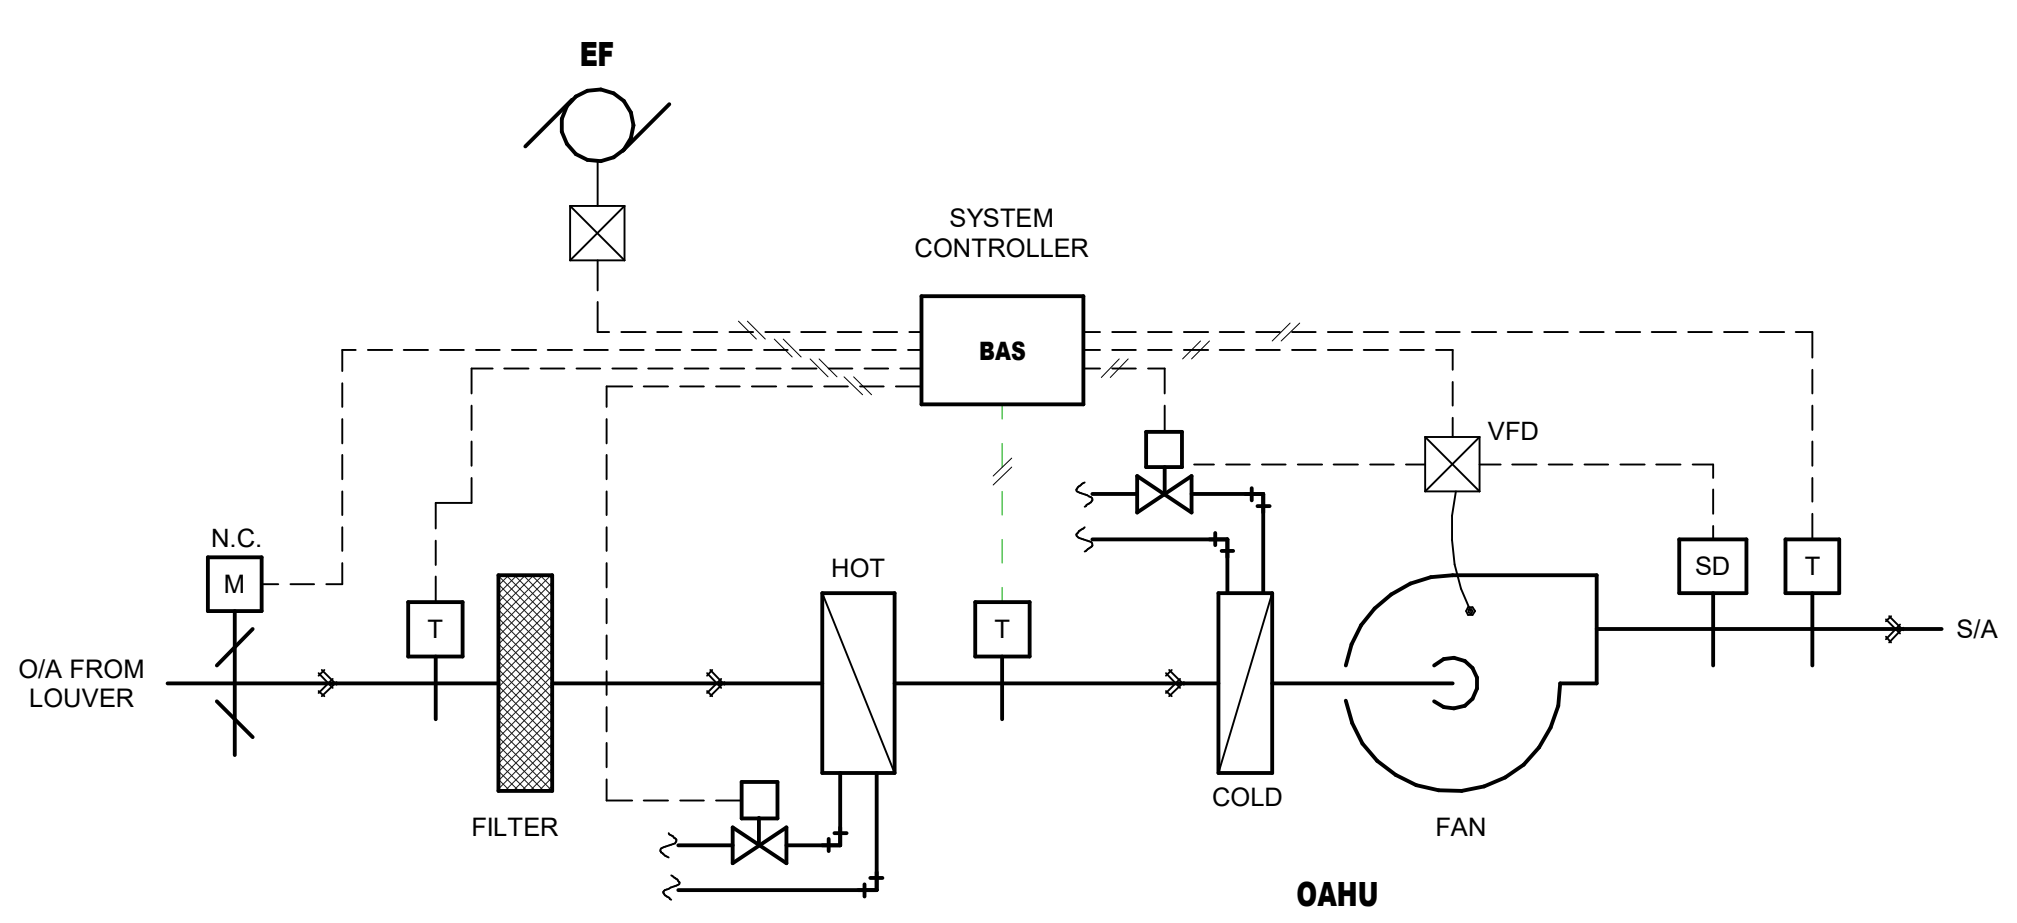 EF
SYSTEM
CONTROLLER
BAS
VFD
N.C.
M
HOT
SD
T
T
T
S/A
O/A FROM
LOUVER
COLD
FILTER
FAN
OAHU